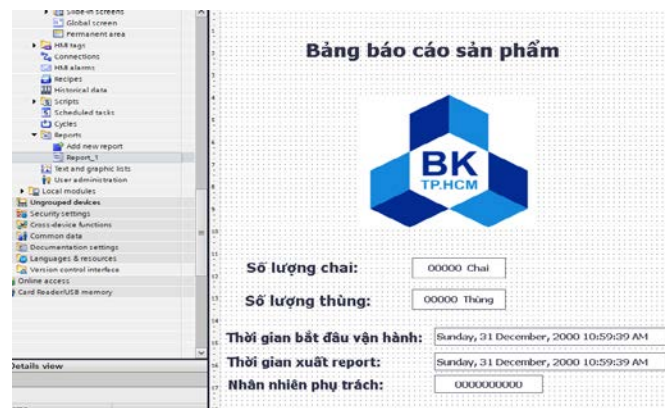 Slide-in screens
Global screen
Permanent area
HMI tags
Connections
HMI alarms
Recipes
Historical data
Scripts
Scheduled tasks
Cycles
Reports
Add new report
Report_1
Text and graphic lists
User administration
Local modules
Ungrouped devices
Security settings
Cross-device functions
Common data
Documentation settings
Languages & resources
Version control interface
Online access
Card Reader/USB memory
Details view
Bảng báo cáo sản phẩm
BK
TP.HCM
Số lượng chai: 00000 Chai
Số lượng thùng: 00000 Thùng
Thời gian bắt đầu vận hành: Sunday, 31 December, 2000 10:59:39 AM
Thời gian xuất report: Sunday, 31 December, 2000 10:59:39 AM
Nhân nhiên phụ trách: 0000000000